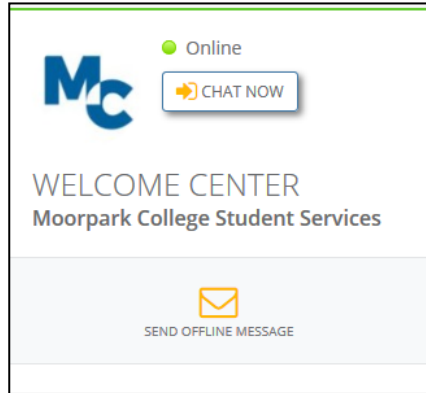 MC
Online
CHAT NOW
WELCOME CENTER
Moorpark College Student Services
SEND OFFLINE MESSAGE